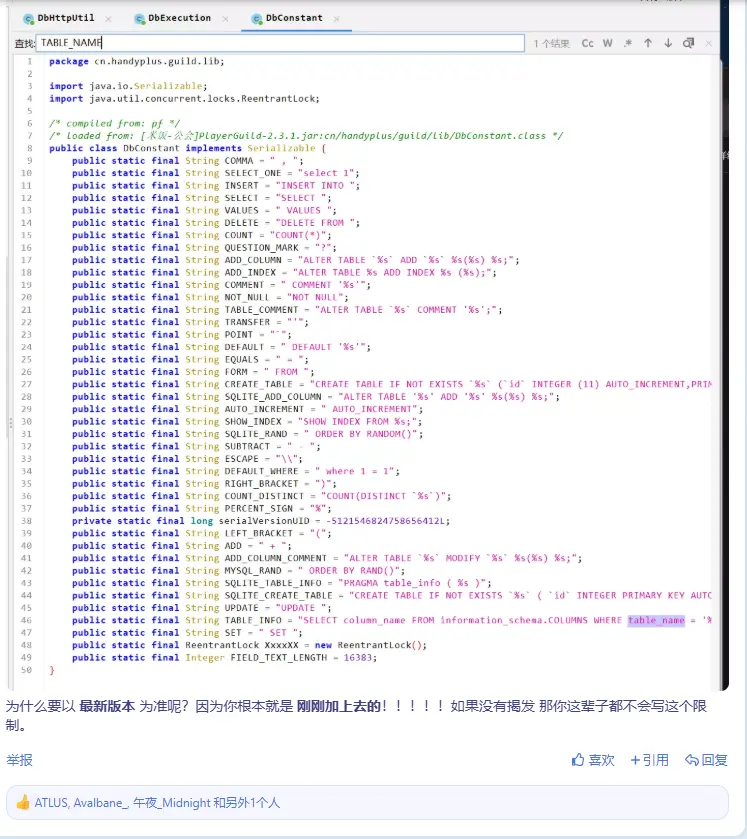 DbHttpUtil × DbExecution × DbConstant ×
查找: TABLE_NAME 1 个结果 Cc W .* ↑ ↓ ×
1 package cn.handyplus.guild.lib;
2
3 import java.io.Serializable;
4 import java.util.concurrent.locks.ReentrantLock;
5
6 /* compiled from: pf */
7 /* loaded from: [米饭-公会]PlayerGuild-2.3.1.jar:cn/handyplus/guild/lib/DbConstant.class */
8 public class DbConstant implements Serializable {
9 public static final String COMMA = " , ";
10 public static final String SELECT_ONE = "select 1";
11 public static final String INSERT = "INSERT INTO ";
12 public static final String SELECT = "SELECT ";
13 public static final String VALUES = " VALUES ";
14 public static final String DELETE = "DELETE FROM ";
15 public static final String COUNT = "COUNT(*)";
16 public static final String QUESTION_MARK = "?";
17 public static final String ADD_COLUMN = "ALTER TABLE `%s` ADD `%s` %s(%s) %s;";
18 public static final String ADD_INDEX = "ALTER TABLE %s ADD INDEX %s (%s);";
19 public static final String COMMENT = " COMMENT '%s'";
20 public static final String NOT_NULL = "NOT NULL";
21 public static final String TABLE_COMMENT = "ALTER TABLE `%s` COMMENT '%s';";
22 public static final String TRANSFER = "'";
23 public static final String POINT = "`";
24 public static final String DEFAULT = " DEFAULT '%s'";
25 public static final String EQUALS = " = ";
26 public static final String FORM = " FROM ";
27 public static final String CREATE_TABLE = "CREATE TABLE IF NOT EXISTS `%s` (`id` INTEGER (11) AUTO_INCREMENT,PRIM
28 public static final String SQLITE_ADD_COLUMN = "ALTER TABLE '%s' ADD '%s' %s(%s) %s;";
29 public static final String AUTO_INCREMENT = " AUTO_INCREMENT";
30 public static final String SHOW_INDEX = "SHOW INDEX FROM %s;";
31 public static final String SQLITE_RAND = " ORDER BY RANDOM()";
32 public static final String SUBTRACT = " - ";
33 public static final String ESCAPE = "\\";
34 public static final String DEFAULT_WHERE = " where 1 = 1";
35 public static final String RIGHT_BRACKET = ")";
36 public static final String COUNT_DISTINCT = "COUNT(DISTINCT `%s`)";
37 public static final String PERCENT_SIGN = "%";
38 private static final long serialVersionUID = -5121546824758656412L;
39 public static final String LEFT_BRACKET = "(";
40 public static final String ADD = " + ";
41 public static final String ADD_COLUMN_COMMENT = "ALTER TABLE `%s` MODIFY `%s` %s(%s) %s;";
42 public static final String MYSQL_RAND = " ORDER BY RAND()";
43 public static final String SQLITE_TABLE_INFO = "PRAGMA table_info ( %s )";
44 public static final String SQLITE_CREATE_TABLE = "CREATE TABLE IF NOT EXISTS `%s` ( `id` INTEGER PRIMARY KEY AUTO
45 public static final String UPDATE = "UPDATE ";
46 public static final String TABLE_INFO = "SELECT column_name FROM information_schema.COLUMNS WHERE table_name = '%
47 public static final String SET = " SET ";
48 public static final ReentrantLock XxxxXX = new ReentrantLock();
49 public static final Integer FIELD_TEXT_LENGTH = 16383;
50 }
为什么要以 最新版本 为准呢？因为你根本就是 刚刚加上去的！！！！！如果没有揭发 那你这辈子都不会写这个限
制。
举报 喜欢 +引用 回复
👍 ATLUS, Avalbane_, 午夜_Midnight 和另外1个人